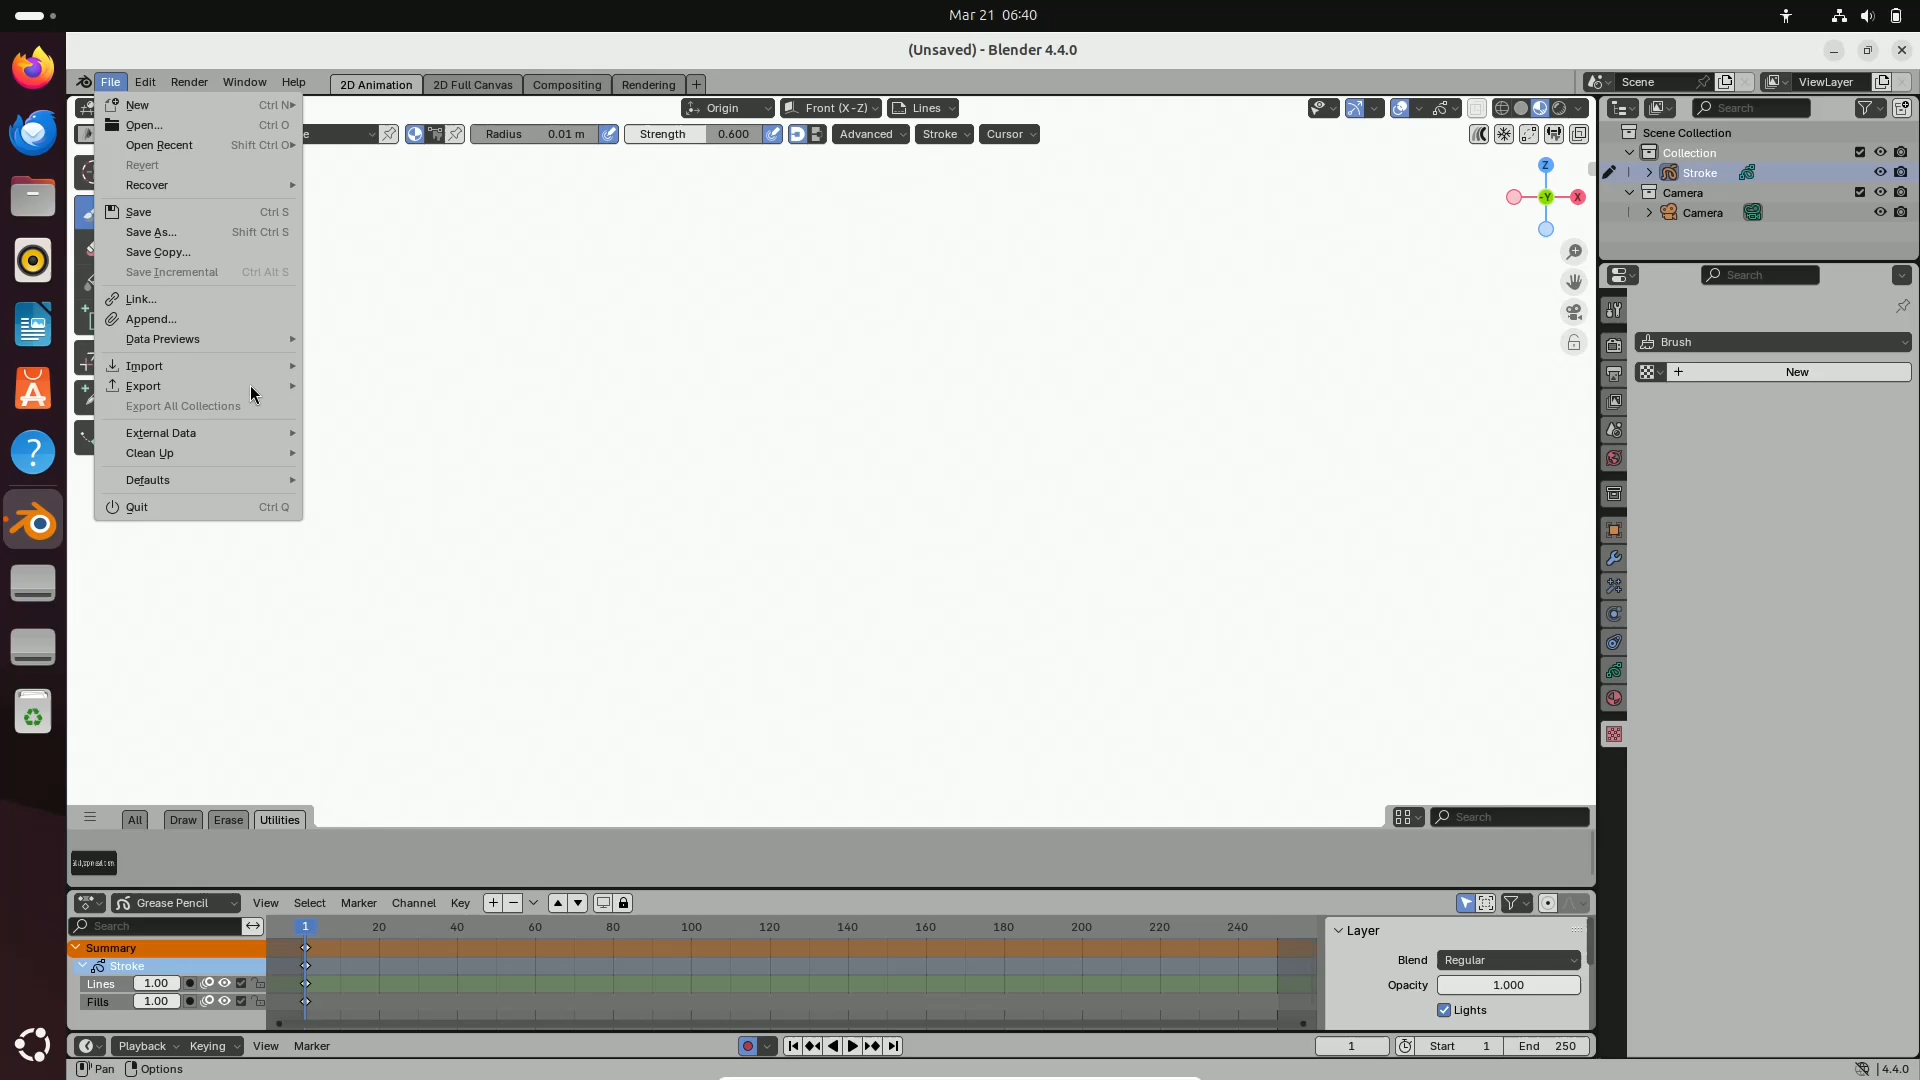 Mar 21 06:40
(Unsaved) - Blender 4.4.0
File Edit Render Window Help 2D Animation 2D Full Canvas Compositing Rendering + Scene ViewLayer
New Ctrl N
Open... Ctrl O
Open Recent Shift Ctrl O
Revert
Recover
Save Ctrl S
Save As... Shift Ctrl S
Save Copy...
Save Incremental Ctrl Alt S
Link...
Append...
Data Previews
Import
Export
Export All Collections
External Data
Clean Up
Defaults
Quit Ctrl Q
Origin Front (X-Z) Lines
e Radius 0.01 m Strength 0.600 Advanced Stroke Cursor
Z
-Y X
Search
Scene Collection
Collection
Stroke
Camera
Camera
Search
Brush
+ New
All Draw Erase Utilities Search
Grease Pencil View Select Marker Channel Key
Search 1 20 40 60 80 100 120 140 160 180 200 220 240
Summary
Stroke
Lines 1.00
Fills 1.00
Layer
Blend Regular
Opacity 1.000
Lights
Playback Keying View Marker 1 Start 1 End 250
Pan Options 4.4.0